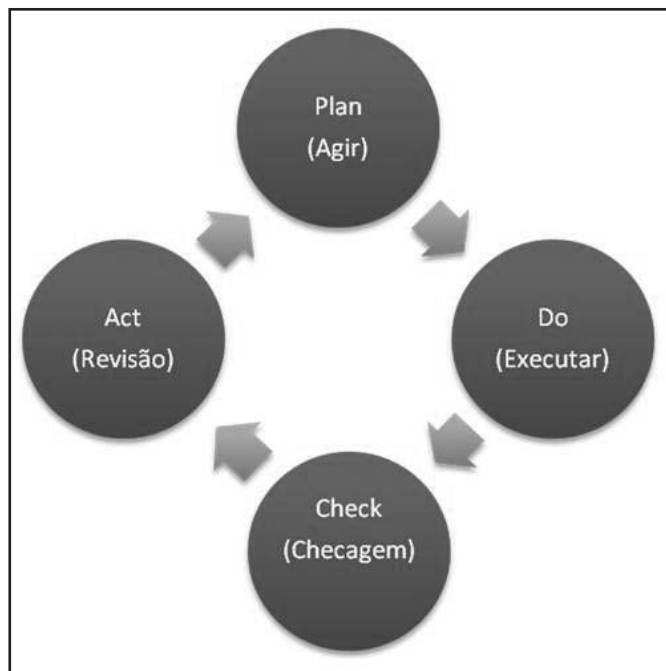 Plan
(Agir)
Do
(Executar)
Check
(Checagem)
Act
(Revisão)